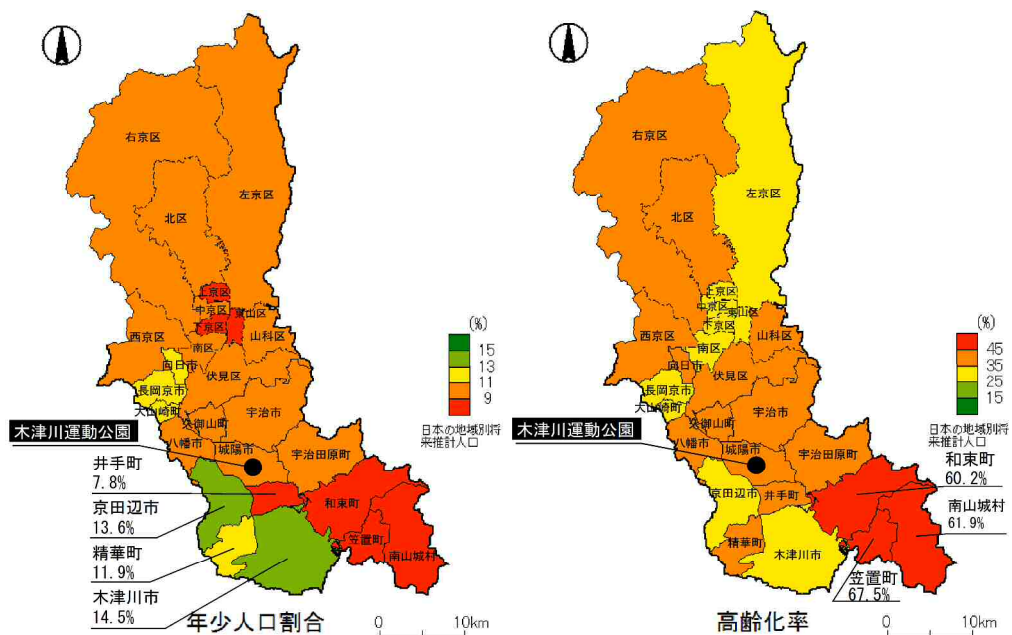 右京区
左京区
北区
上京区
中京区
東山区
下京区
西京区
南区
山科区
向日市
伏見区
長岡京市
大山崎町
宇治市
久御山町
木津川運動公園
八幡市
城陽市
宇治田原町
井手町
7.8%
京田辺市
13.6%
精華町
11.9%
木津川市
14.5%
和束町
笠置町
南山城村
(%)
15
13
11
9
日本の地域別将
来推計人口
年少人口割合
0
10km
右京区
左京区
北区
上京区
中京区
東山区
下京区
西京区
南区
山科区
向日市
伏見区
長岡京市
大山崎町
宇治市
久御山町
木津川運動公園
八幡市
城陽市
宇治田原町
京田辺市
井手町
精華町
木津川市
(%)
45
35
25
15
日本の地域別将
来推計人口
和束町
60.2%
南山城村
61.9%
笠置町
67.5%
高齢化率
0
10km